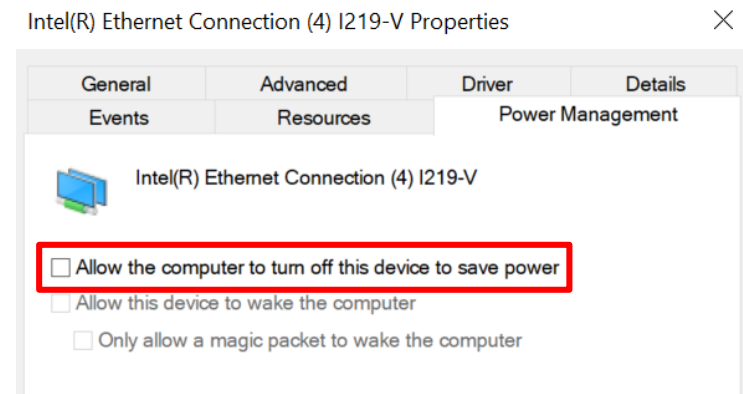 Intel(R) Ethernet Connection (4) I219-V Properties
General Advanced Driver Details
Events Resources Power Management
Intel(R) Ethernet Connection (4) I219-V
Allow the computer to turn off this device to save power
Allow this device to wake the computer
Only allow a magic packet to wake the computer